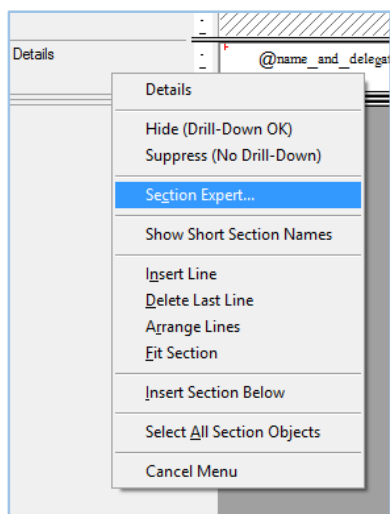 Details
@name_and_delega
Details
Hide (Drill-Down OK)
Suppress (No Drill-Down)
Section Expert...
Show Short Section Names
Insert Line
Delete Last Line
Arrange Lines
Fit Section
Insert Section Below
Select All Section Objects
Cancel Menu